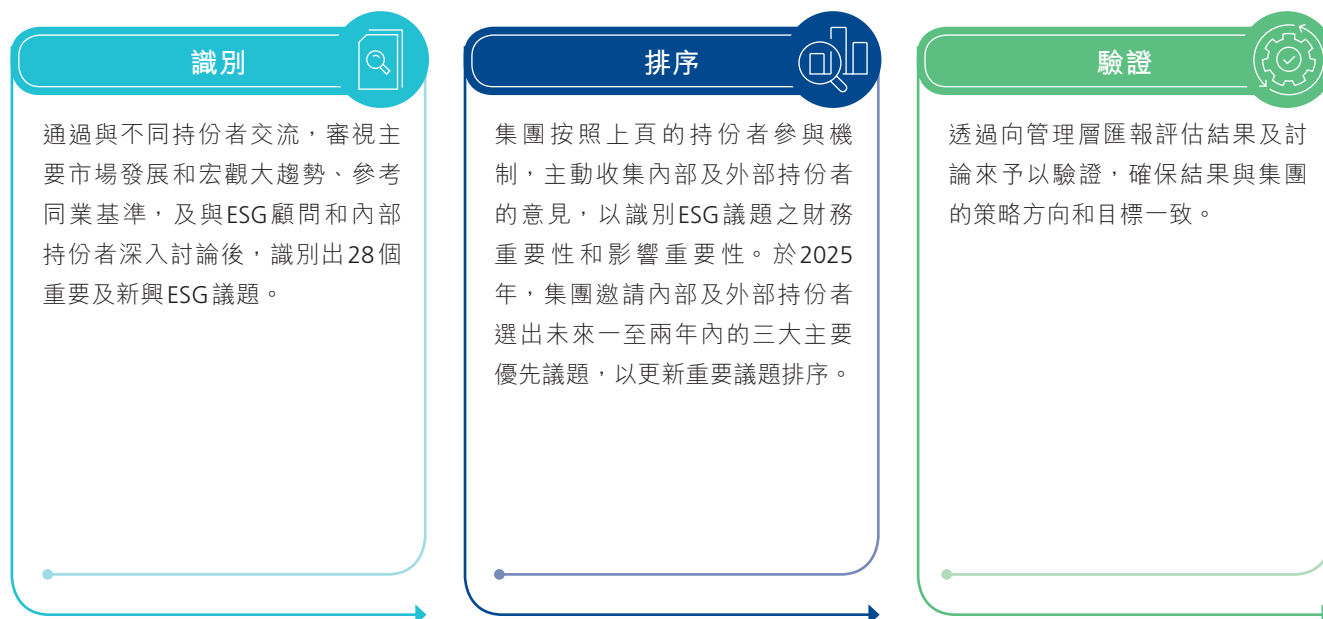 識別
通過與不同持份者交流，審視主
要市場發展和宏觀大趨勢、參考
同業基準，及與ESG顧問和內部
持份者深入討論後，識別出28個
重要及新興ESG議題。
排序
集團按照上頁的持份者參與機
制，主動收集內部及外部持份者
的意見，以識別ESG議題之財務
重要性和影響重要性。於2025
年，集團邀請內部及外部持份者
選出未來一至兩年內的三大主要
優先議題，以更新重要議題排序。
驗證
透過向管理層匯報評估結果及討
論來予以驗證，確保結果與集團
的策略方向和目標一致。